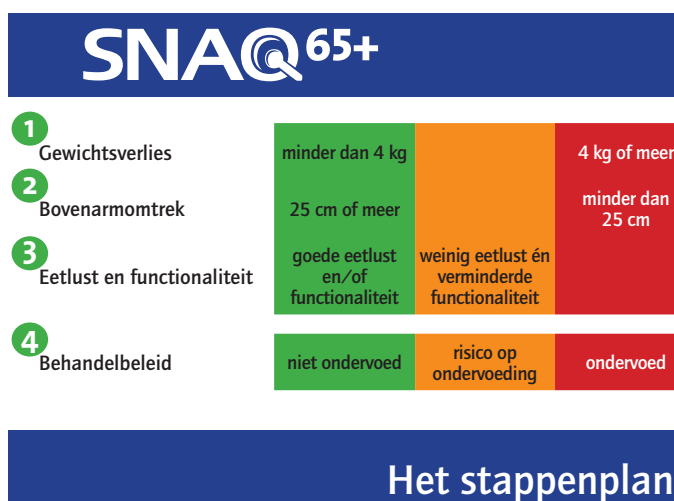 SNAQ65+
1
Gewichtsverlies
minder dan 4 kg
4 kg of meer
2
Bovenarmomtrek
25 cm of meer
minder dan
25 cm
3
Eetlust en functionaliteit
goede eetlust
en/of
functionaliteit
weinig eetlust én
verminderde
functionaliteit
4
Behandelbeleid
niet ondervoed
risico op
ondervoeding
ondervoed
Het stappenplan